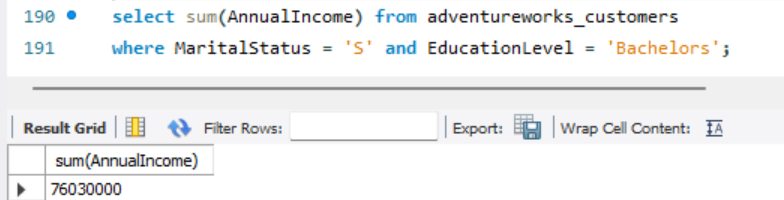 190 select sum(AnnualIncome) from adventureworks_customers
191 where MaritalStatus = 'S' and EducationLevel = 'Bachelors';
Result Grid Filter Rows: Export: Wrap Cell Content: IA
sum(AnnualIncome)
76030000